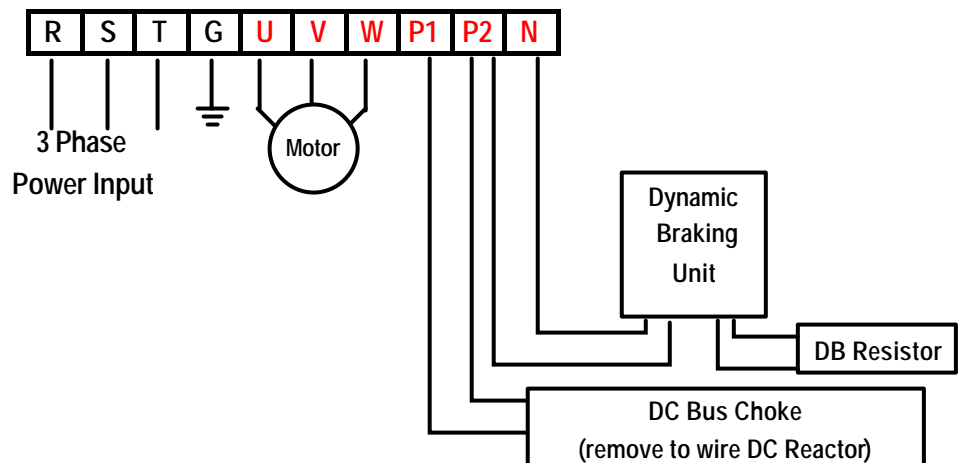 R S T G U V W P1 P2 N
3 Phase
Power Input
Motor
Dynamic
Braking
Unit
DB Resistor
DC Bus Choke
(remove to wire DC Reactor)